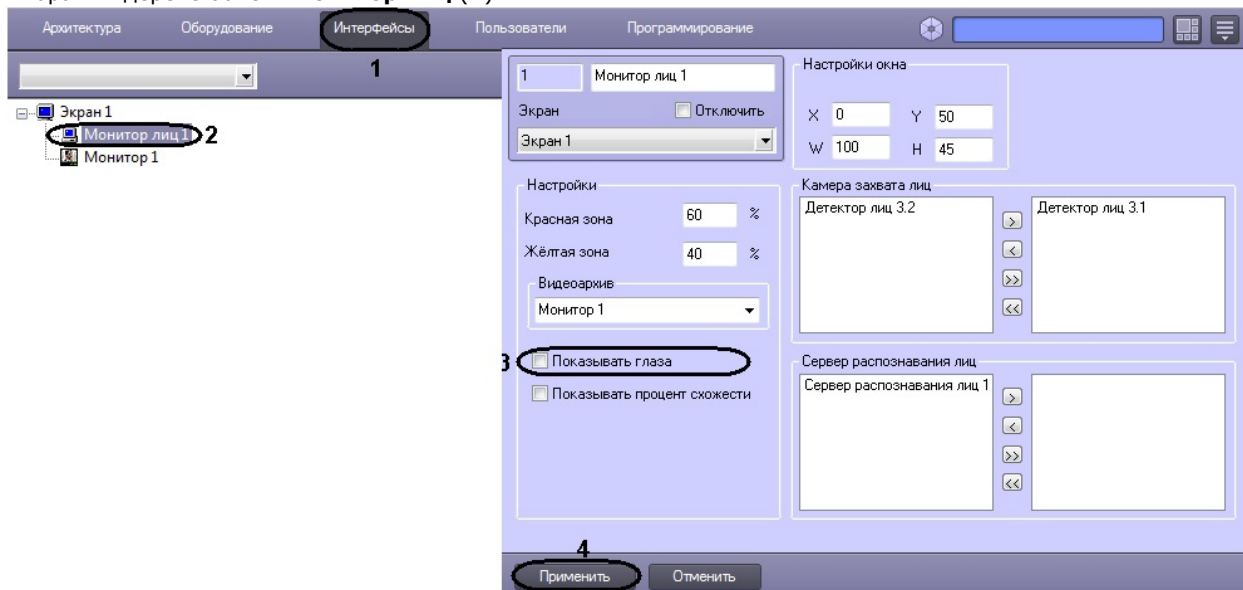 Архитектура Оборудование Интерфейсы Пользователи Программирование
1
Экран 1
Монитор лиц 1 2
Монитор 1
1 Монитор лиц 1
Экран Отключить
Экран 1
Настройки окна
X 0 Y 50
W 100 H 45
Настройки
Красная зона 60 %
Жёлтая зона 40 %
Видеоархив
Монитор 1
3 Показывать глаза
Показывать процент схожести
Камера захвата лиц
Детектор лиц 3.2 > Детектор лиц 3.1
<
>>
<<
Сервер распознавания лиц
Сервер распознавания лиц 1 >
<
>>
<<
4
Применить Отменить